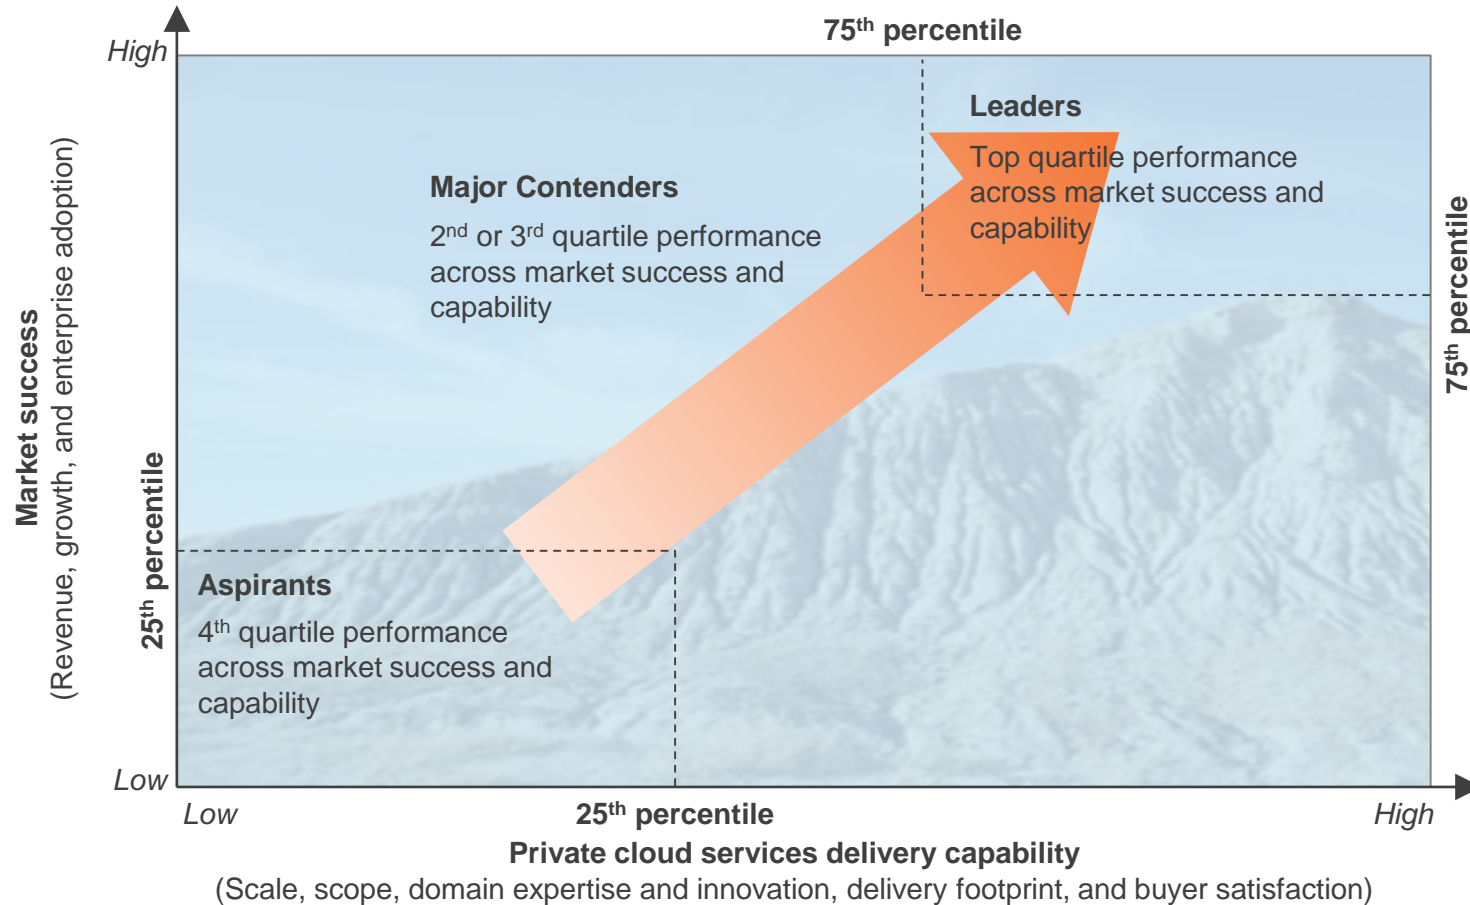 75th percentile
High
Leaders
Top quartile performance
across market success and
capability
Major Contenders
2nd or 3rd quartile performance
across market success and
capability
75th percentile
Market success
(Revenue, growth, and enterprise adoption)
25th percentile
Aspirants
4th quartile performance
across market success and
capability
Low
Low
25th percentile
High
Private cloud services delivery capability
(Scale, scope, domain expertise and innovation, delivery footprint, and buyer satisfaction)